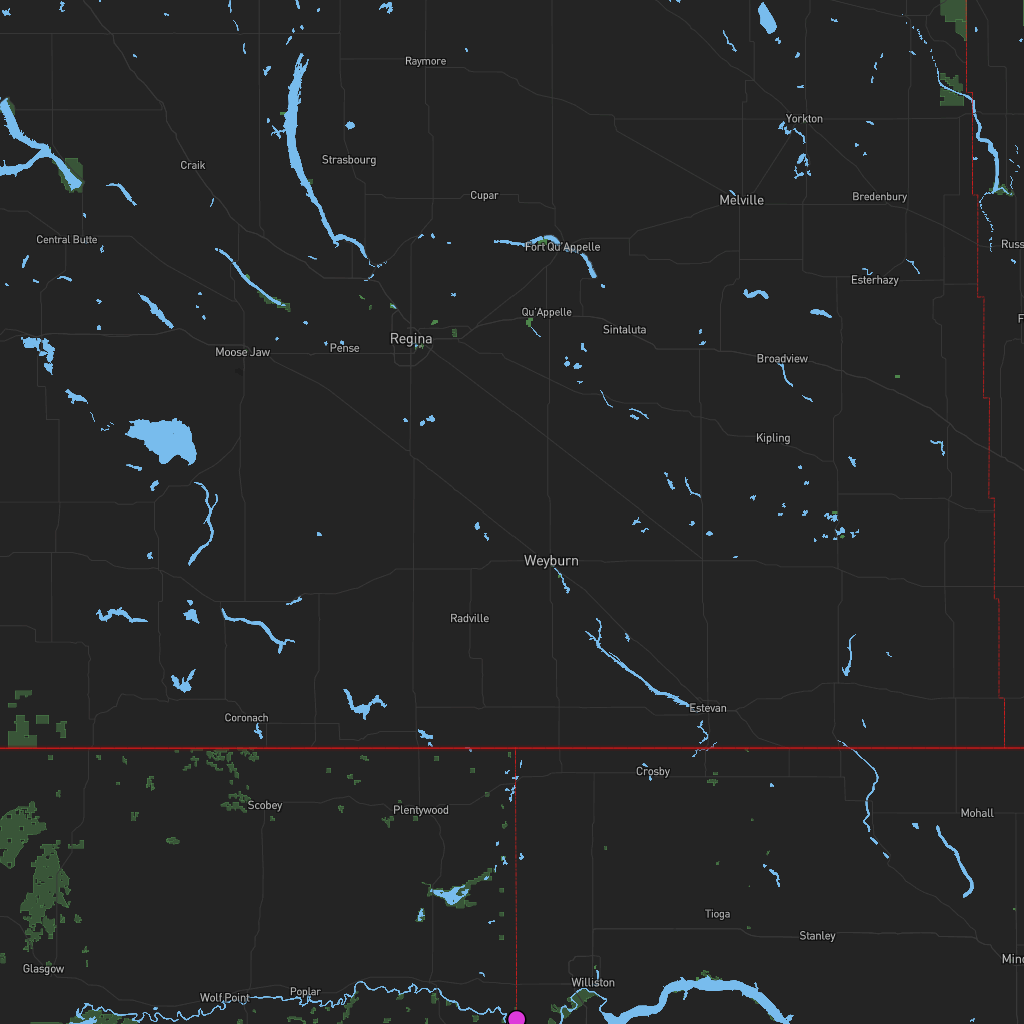 Raymore
Yorkton
Strasbourg
Craik
Cupar
Bredenbury
Melville
Central Butte
Fort Qu'Appelle
Russ
Esterhazy
Qu'Appelle
F
Sintaluta
Regina
Pense
Moose Jaw
Broadview
Kipling
Weyburn
Radville
Estevan
Coronach
Crosby
Scobey
Plentywood
Mohall
Tioga
Stanley
Mino
Glasgow
Williston
Poplar
Wolf Point